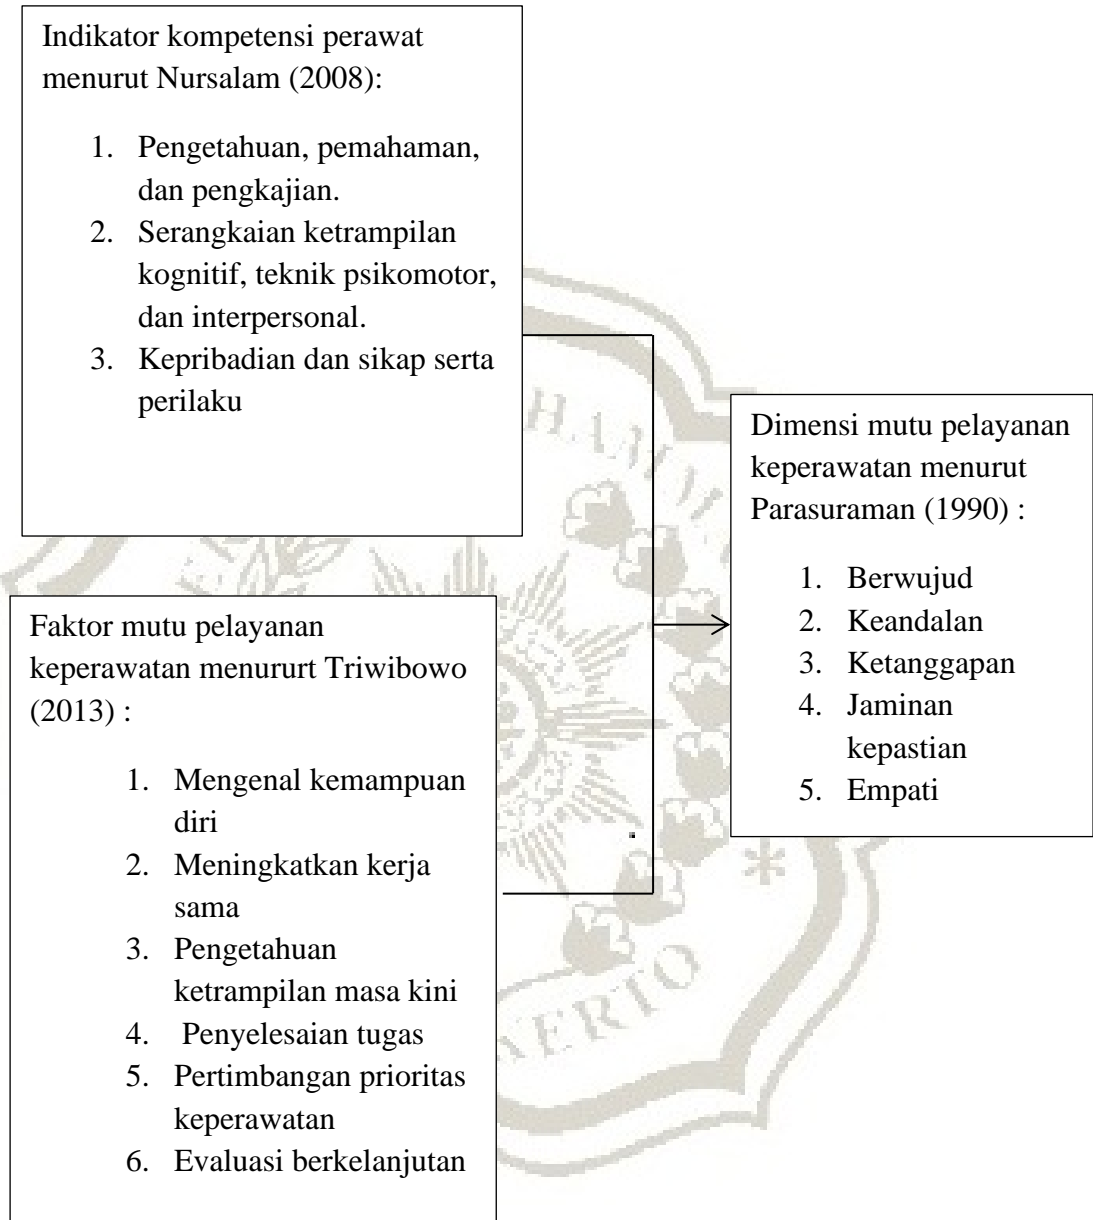 Indikator kompetensi perawat
menurut Nursalam (2008):
1. Pengetahuan, pemahaman,
dan pengkajian.
2. Serangkaian ketrampilan
kognitif, teknik psikomotor,
dan interpersonal.
3. Kepribadian dan sikap serta
perilaku
Faktor mutu pelayanan
keperawatan menururt Triwibowo
(2013) :
1. Mengenal kemampuan
diri
2. Meningkatkan kerja
sama
3. Pengetahuan
ketrampilan masa kini
4. Penyelesaian tugas
5. Pertimbangan prioritas
keperawatan
6. Evaluasi berkelanjutan
Dimensi mutu pelayanan
keperawatan menurut
Parasuraman (1990) :
1. Berwujud
2. Keandalan
3. Ketanggapan
4. Jaminan
kepastian
5. Empati